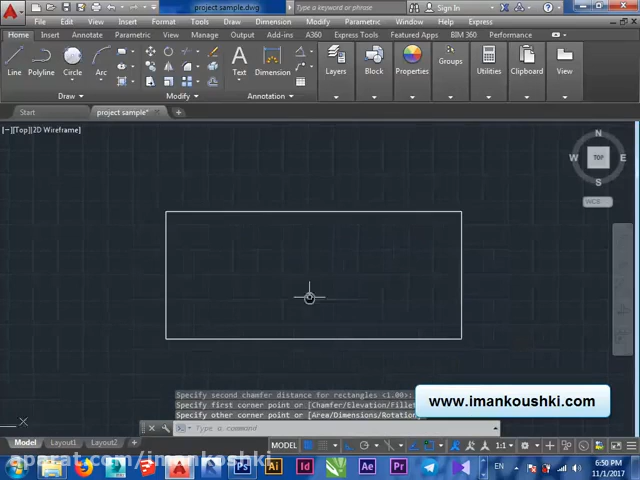 project sample.dwg
Type a keyword or phrase
Sign In
File Edit View Insert Format Tools Draw Dimension Modify Parametric Window Help Express
Home Insert Annotate Parametric View Manage Output Add-ins A360 Express Tools Featured Apps BIM 360 Performance
Line Polyline Circle Arc
Text Dimension
Layers Block Properties Groups Utilities Clipboard View
Draw Modify Annotation
Start project sample*
[−][Top][2D Wireframe]
N
W TOP E
S
WCS
Specify second chamfer distance for rectangles <1.00>:
Specify first corner point or [Chamfer/Elevation/Fillet
Specify other corner point or [Area/Dimensions/Rotation]
www.imankoushki.com
Type a command
X
Model Layout1 Layout2
MODEL 1:1
aparat.com/imankoshki
Ps Ai Id Ae Pr
EN
6:50 PM
11/1/2017